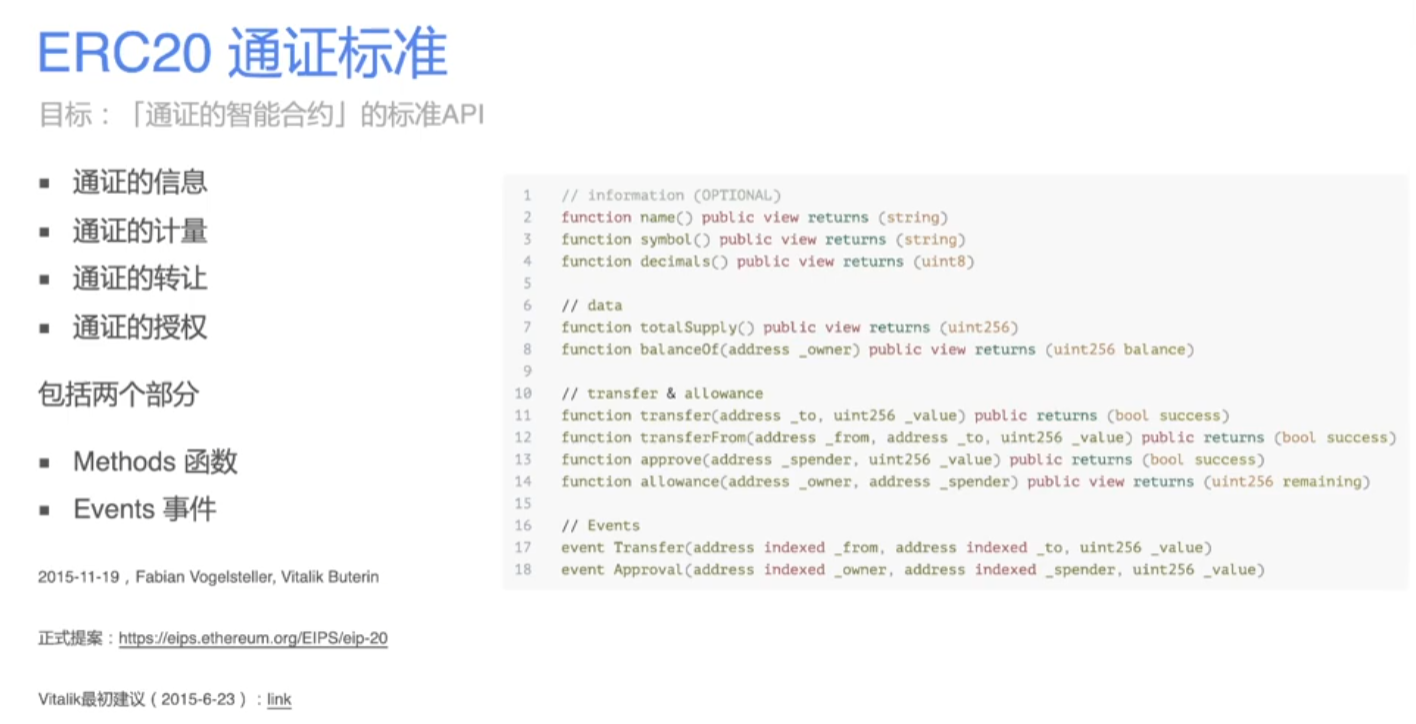 ERC20 通证标准
目标：「通证的智能合约」的标准API
▪ 通证的信息
▪ 通证的计量
▪ 通证的转让
▪ 通证的授权
包括两个部分
▪ Methods 函数
▪ Events 事件
2015-11-19，Fabian Vogelsteller, Vitalik Buterin
正式提案：https://eips.ethereum.org/EIPS/eip-20
Vitalik最初建议（2015-6-23）：link
1 // information (OPTIONAL)
2 function name() public view returns (string)
3 function symbol() public view returns (string)
4 function decimals() public view returns (uint8)
5
6 // data
7 function totalSupply() public view returns (uint256)
8 function balanceOf(address _owner) public view returns (uint256 balance)
9
10 // transfer & allowance
11 function transfer(address _to, uint256 _value) public returns (bool success)
12 function transferFrom(address _from, address _to, uint256 _value) public returns (bool success)
13 function approve(address _spender, uint256 _value) public returns (bool success)
14 function allowance(address _owner, address _spender) public view returns (uint256 remaining)
15
16 // Events
17 event Transfer(address indexed _from, address indexed _to, uint256 _value)
18 event Approval(address indexed _owner, address indexed _spender, uint256 _value)